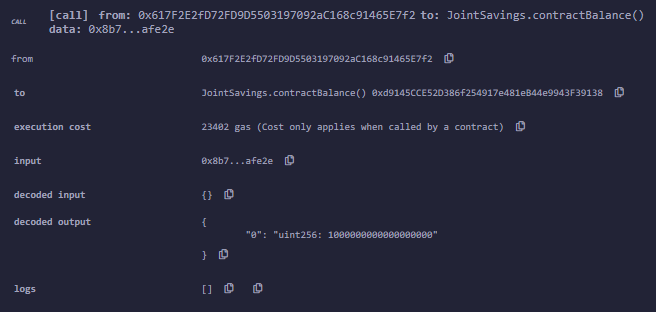 CALL [call] from: 0x617F2E2fD72FD9D5503197092aC168c91465E7f2 to: JointSavings.contractBalance()
data: 0x8b7...afe2e
from 0x617F2E2fD72FD9D5503197092aC168c91465E7f2
to JointSavings.contractBalance() 0xd9145CCE52D386f254917e481eB44e9943F39138
execution cost 23402 gas (Cost only applies when called by a contract)
input 0x8b7...afe2e
decoded input {}
decoded output {
"0": "uint256: 1000000000000000000"
}
logs []